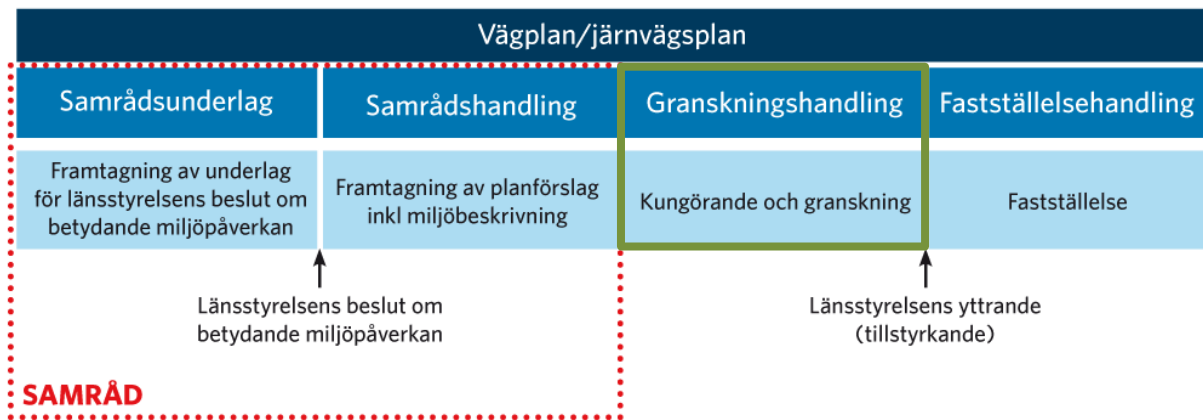 Vägplan/järnvägsplan
Samrådsunderlag
Samrådshandling
Granskningshandling
Fastställelsehandling
Framtagning av underlag
för länsstyrelsens beslut om
betydande miljöpåverkan
Framtagning av planförslag
inkl miljöbeskrivning
Kungörande och granskning
Fastställelse
Länsstyrelsens beslut om
betydande miljöpåverkan
Länsstyrelsens yttrande
(tillstyrkande)
SAMRÅD